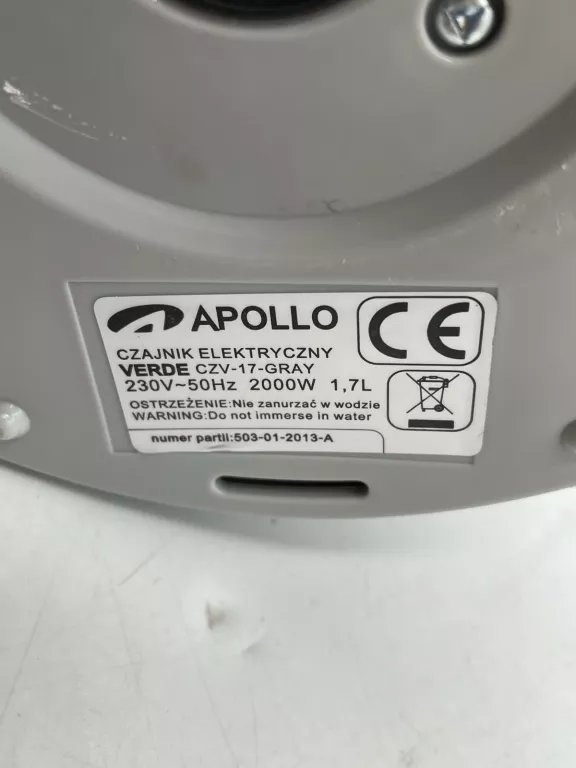 APOLLO
CE
CZAJNIK ELEKTRYCZNY
VERDE CZV-17-GRAY
230V~50Hz 2000W 1,7L
OSTRZEŻENIE:Nie zanurzać w wodzie
WARNING:Do not immerse in water
numer partii:503-01-2013-A